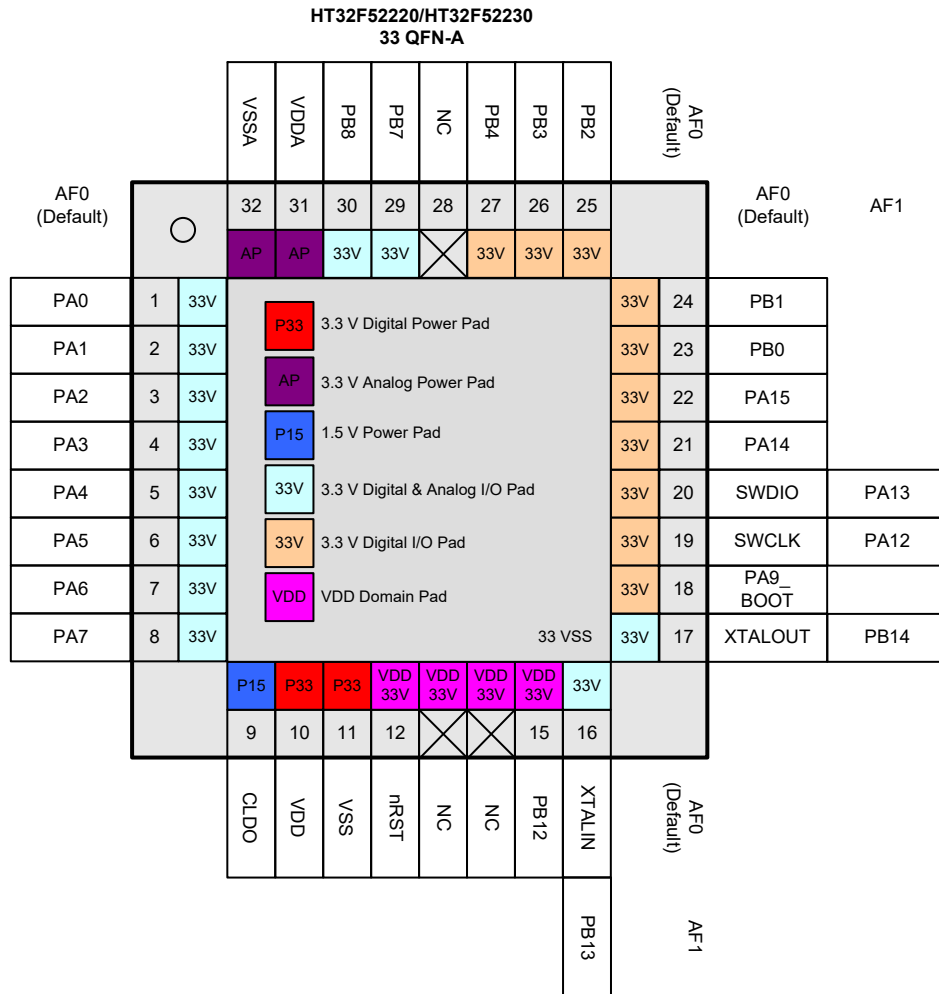 HT32F52220/HT32F52230
33 QFN-A
VSSA
VDDA
PB8
PB7
NC
PB4
PB3
PB2
AF0
(Default)
AF0
(Default)
32 31 30 29 28 27 26 25
AF0
(Default)
AF1
AP AP 33V 33V 33V 33V 33V
PA0 1 33V
PA1 2 33V
PA2 3 33V
PA3 4 33V
PA4 5 33V
PA5 6 33V
PA6 7 33V
PA7 8 33V
P33 3.3 V Digital Power Pad
AP 3.3 V Analog Power Pad
P15 1.5 V Power Pad
33V 3.3 V Digital & Analog I/O Pad
33V 3.3 V Digital I/O Pad
VDD VDD Domain Pad
33 VSS
33V 24 PB1
33V 23 PB0
33V 22 PA15
33V 21 PA14
33V 20 SWDIO PA13
33V 19 SWCLK PA12
33V 18 PA9_
BOOT
33V 17 XTALOUT PB14
P15 P33 P33 VDD VDD VDD VDD 33V
33V 33V 33V 33V
9 10 11 12 15 16
CLDO
VDD
VSS
nRST
NC
NC
PB12
XTALIN
AF0
(Default)
PB13
AF1